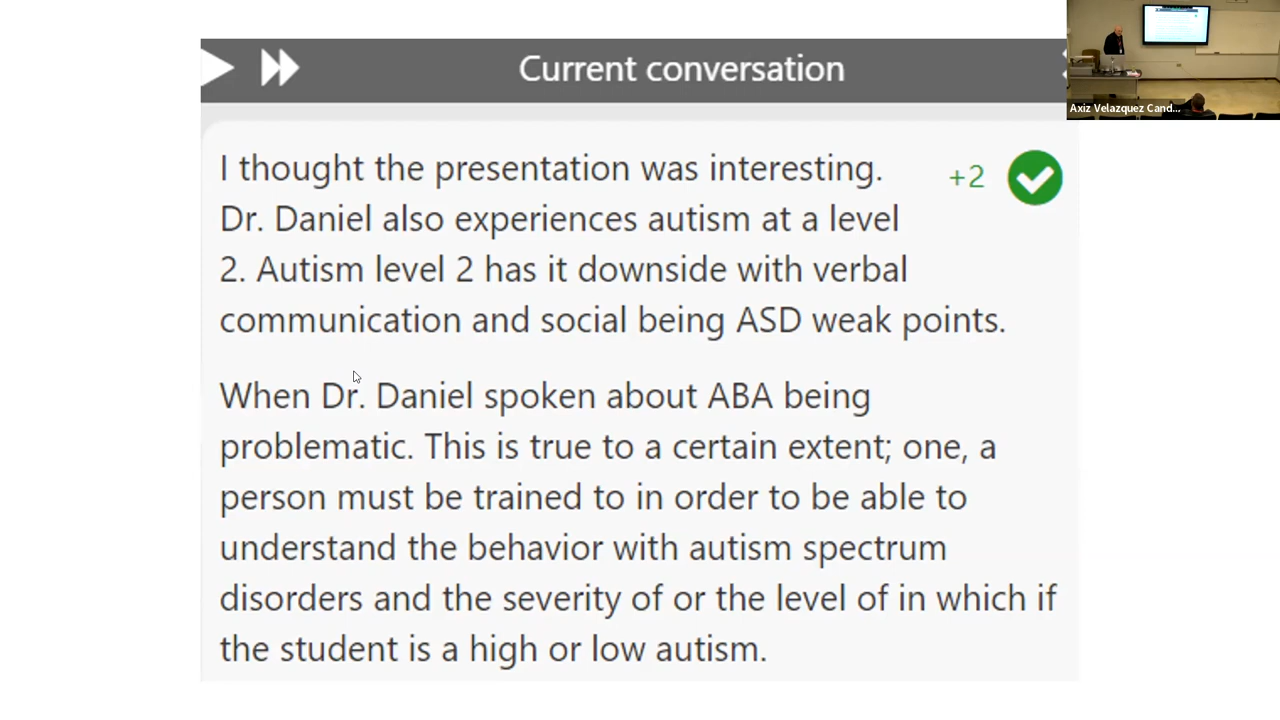 Current conversation
Axiz Velazquez Cand...
I thought the presentation was interesting.
+2
Dr. Daniel also experiences autism at a level
2. Autism level 2 has it downside with verbal
communication and social being ASD weak points.
When Dr. Daniel spoken about ABA being
problematic. This is true to a certain extent; one, a
person must be trained to in order to be able to
understand the behavior with autism spectrum
disorders and the severity of or the level of in which if
the student is a high or low autism.